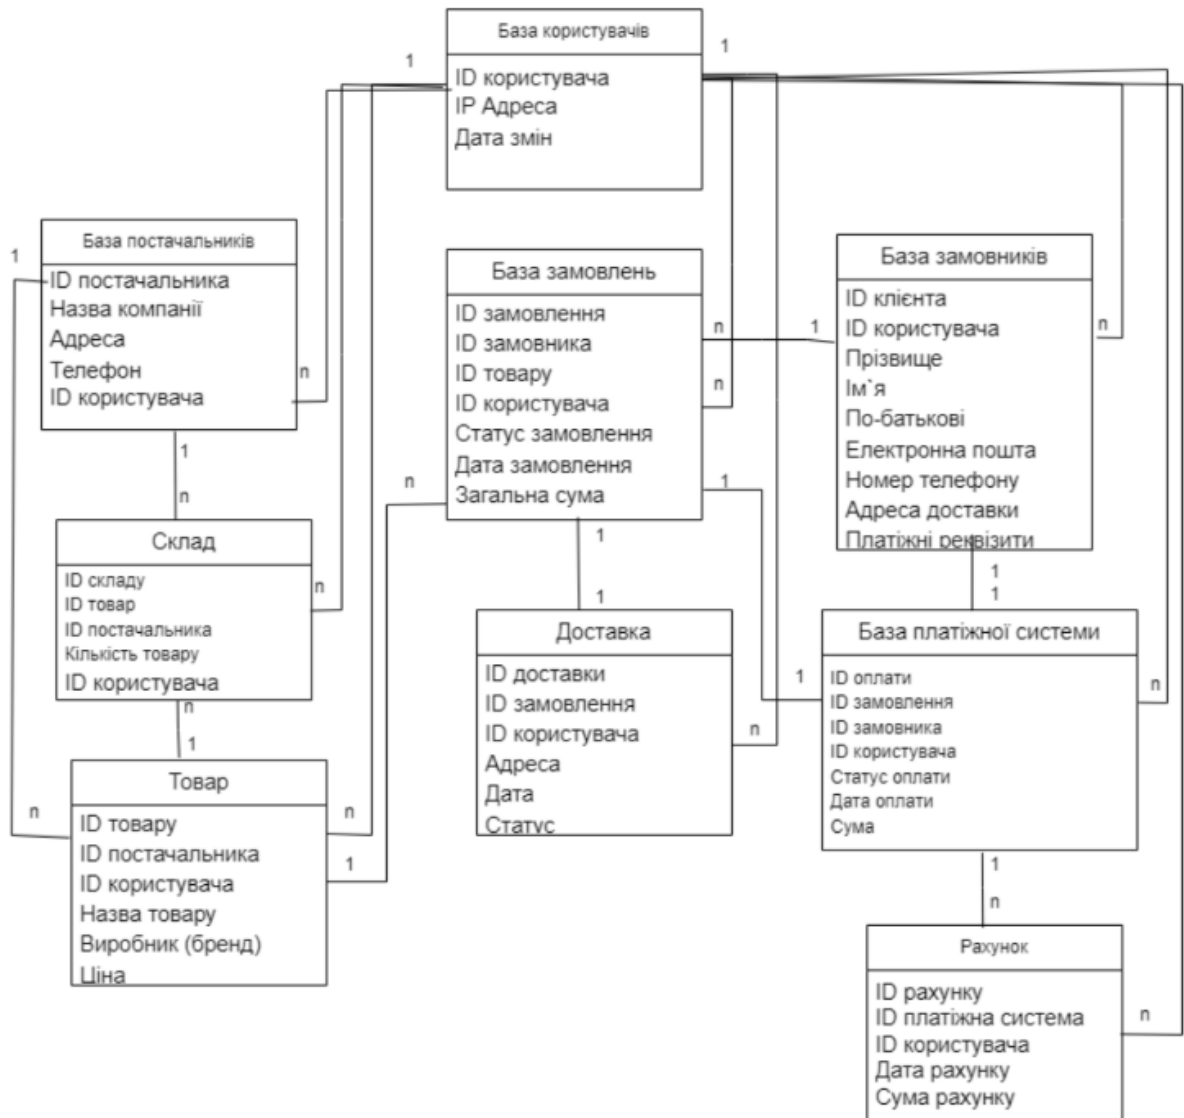 База користувачів
1
1
ID користувача
IP Адреса
Дата змін
База постачальників
1
ID постачальника
Назва компанії
Адреса
Телефон
ID користувача
n
База замовлень
ID замовлення
ID замовника
ID товару
ID користувача
Статус замовлення
Дата замовлення
Загальна сума
n
n
1
n
1
1
База замовників
ID клієнта
ID користувача
Прізвище
Ім`я
По-батькові
Електронна пошта
Номер телефону
Адреса доставки
Платіжні реквізити
n
1
n
Склад
ID складу
ID товар
ID постачальника
Кількість товару
ID користувача
n
n
1
1
Доставка
ID доставки
ID замовлення
ID користувача
Адреса
Дата
Статус
n
1
1
База платіжної системи
ID оплати
ID замовлення
ID замовника
ID користувача
Статус оплати
Дата оплати
Сума
1
n
Товар
ID товару
ID постачальника
ID користувача
Назва товару
Виробник (бренд)
Ціна
n
n
1
1
n
Рахунок
ID рахунку
ID платіжна система
ID користувача
Дата рахунку
Сума рахунку
n